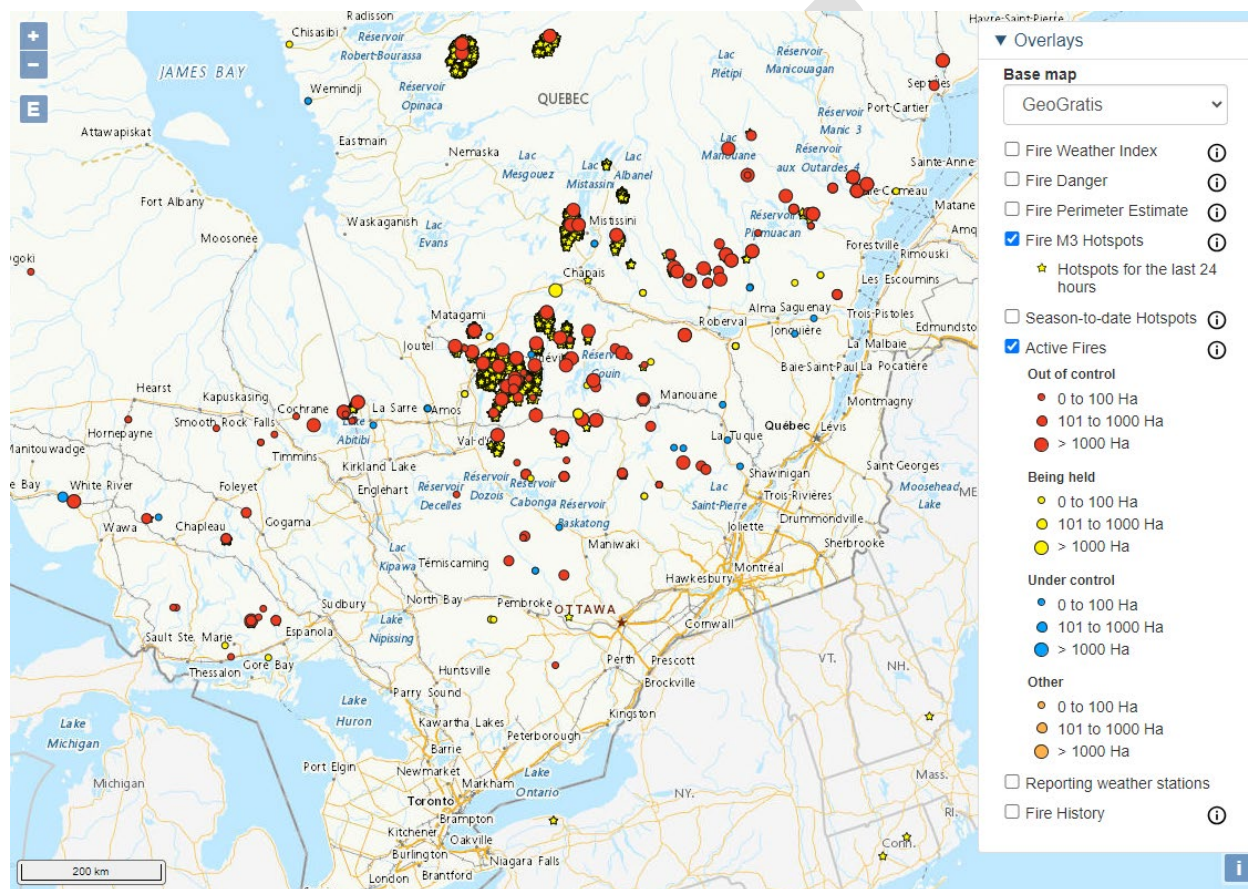 Radisson
Havre-Saint-Pierre
Chisasibi
Réservoir
Robert-Bourassa
Réservoir
Manicouagan
Lac
Plétipi
JAMES BAY
Wemindji
Réservoir
Opinaca
QUEBEC
Port-Cartier
Réservoir
Manic 3
Attawapiskat
Eastmain
Nemaska
Lac
Mesgouez
Lac
Albanel
Lac
Mistassini
Lac
Réservoir
aux Outardes 4
Sainte-Anne-
Fort Albany
Waskaganish
Lac
Evans
Mistissini
Réservoir
Matane
Moosonee
Forestville
Rimouski
Chapais
Les Escoumins
Matagami
Alma
Saguenay
Trois-Pistoles
Roberval
Jonquière
Edmundsto
Joutel
La Malbaie
Gouin
Baie-Saint-Paul
La Pocatière
Hearst
Kapuskasing
Smooth Rock Falls
Cochrane
La Sarre
Amos
Manouane
Montmagny
Hornepayne
Lake
Abitibi
La Tuque
Québec
Lévis
Manitouwadge
Timmins
Val-d'
Kirkland Lake
Shawinigan
Saint-Georges
White River
Foleyet
Englehart
Réservoir
Decelles
Réservoir
Dozois
Réservoir
Cabonga
Réservoir
Baskatong
Lac
Saint-Pierre
Trois-Rivières
Moosehead
Lake
ME
Wawa
Chapleau
Gogama
Drummondville
Joliette
Sherbrooke
Lac
Kipawa
Témiscaming
Maniwaki
Montréal
Hawkesbury
Sudbury
North Bay
Pembroke
OTTAWA
Lake
Nipissing
Cornwall
Sault Ste. Marie
Espanola
Thessalon
Gore Bay
Huntsville
Perth
Prescott
VT.
NH.
Brockville
Parry Sound
Lake
Huron
Kingston
Kawartha Lakes
Lake
Michigan
Barrie
Peterborough
Port Elgin
Newmarket
Lake
Ontario
Michigan
Markham
NY.
Mass.
Toronto
Brampton
RI.
Kitchener
Oakville
Conn.
Burlington
Niagara Falls
London
Brantford
200 km
+
−
E
i
▼ Overlays
Base map
GeoGratis
Fire Weather Index
Fire Danger
Fire Perimeter Estimate
Fire M3 Hotspots
Hotspots for the last 24
hours
Season-to-date Hotspots
Active Fires
Out of control
0 to 100 Ha
101 to 1000 Ha
> 1000 Ha
Being held
0 to 100 Ha
101 to 1000 Ha
> 1000 Ha
Under control
0 to 100 Ha
101 to 1000 Ha
> 1000 Ha
Other
0 to 100 Ha
101 to 1000 Ha
> 1000 Ha
Reporting weather stations
Fire History